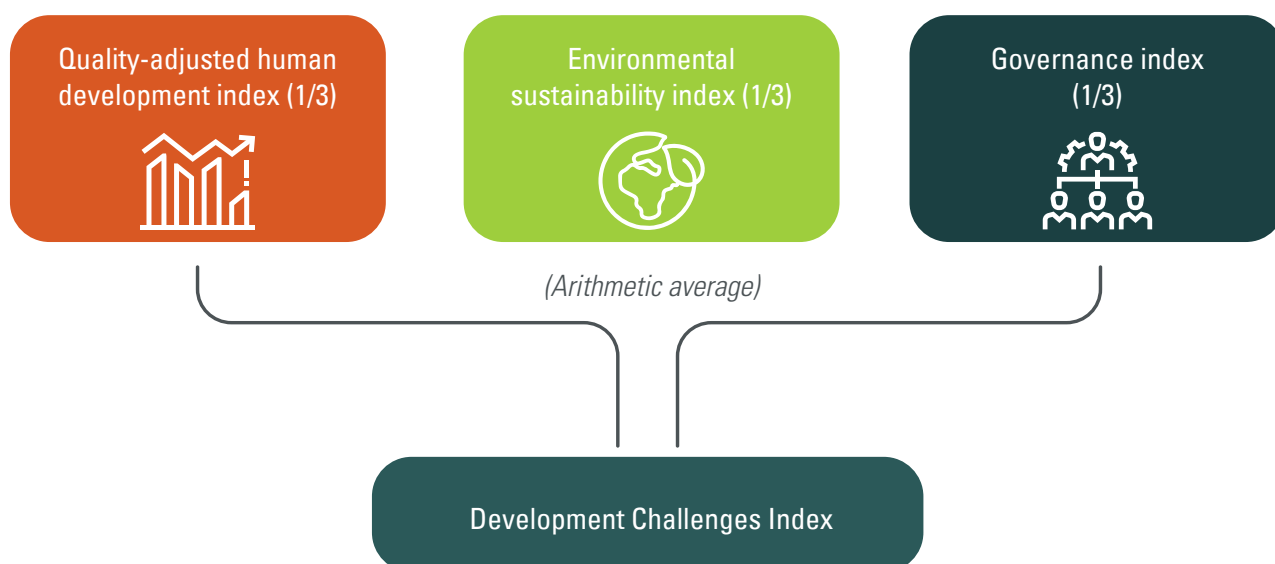 Quality-adjusted human
development index (1/3)
Environmental
sustainability index (1/3)
Governance index
(1/3)
(Arithmetic average)
Development Challenges Index